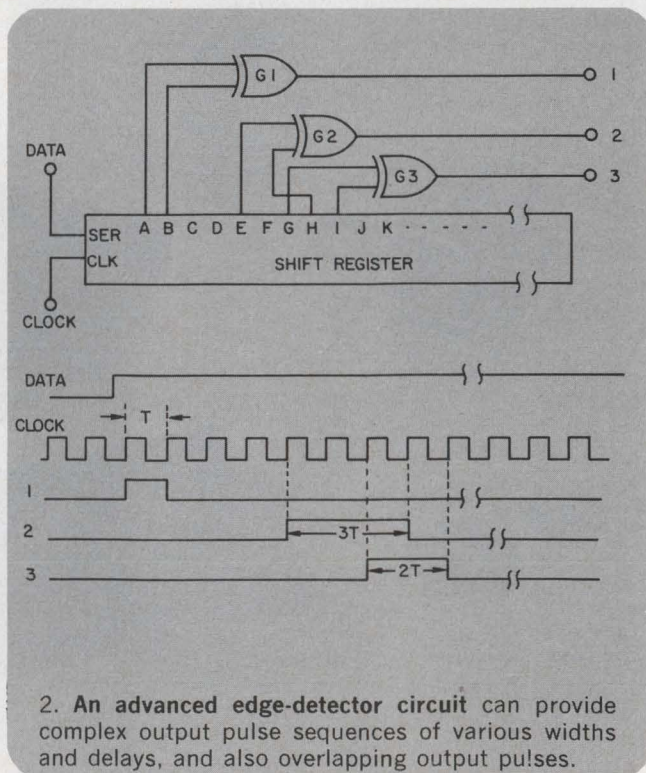 G1
1
G2
2
DATA
G3
3
SER A B C D E F G H I J K - - - - -
CLK
SHIFT REGISTER
CLOCK
DATA
T
CLOCK
1
2
3T
3
2T
2. An advanced edge-detector circuit can provide
complex output pulse sequences of various widths
and delays, and also overlapping output pulses.